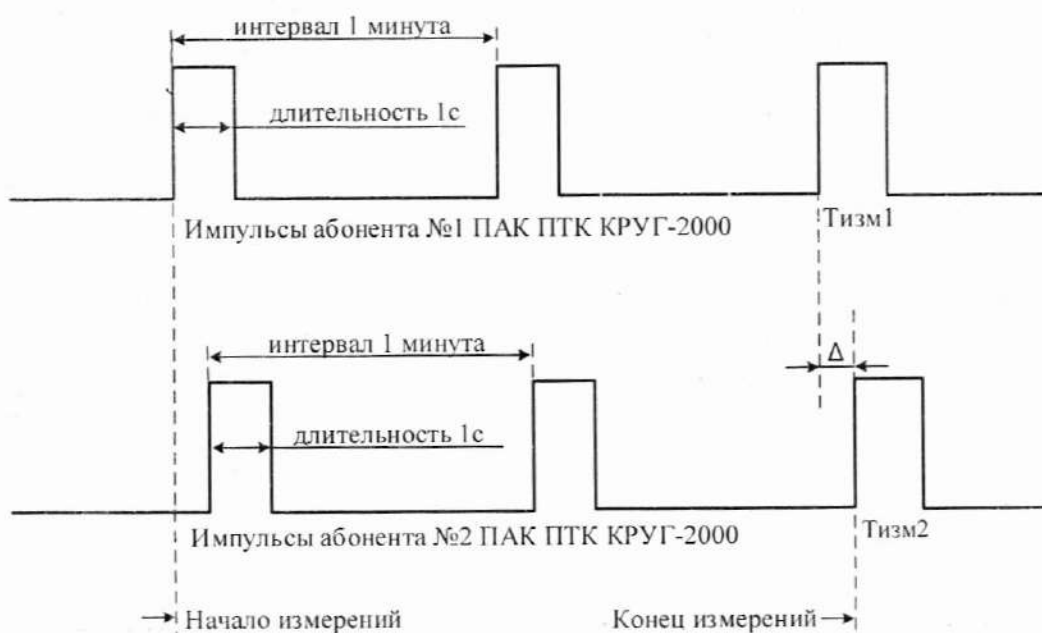 интервал 1 минута
длительность 1с
Импульсы абонента №1 ПАК ПТК КРУГ-2000
Тизм1
интервал 1 минута
Δ
длительность 1с
Импульсы абонента №2 ПАК ПТК КРУГ-2000
Тизм2
Начало измерений
Конец измерений